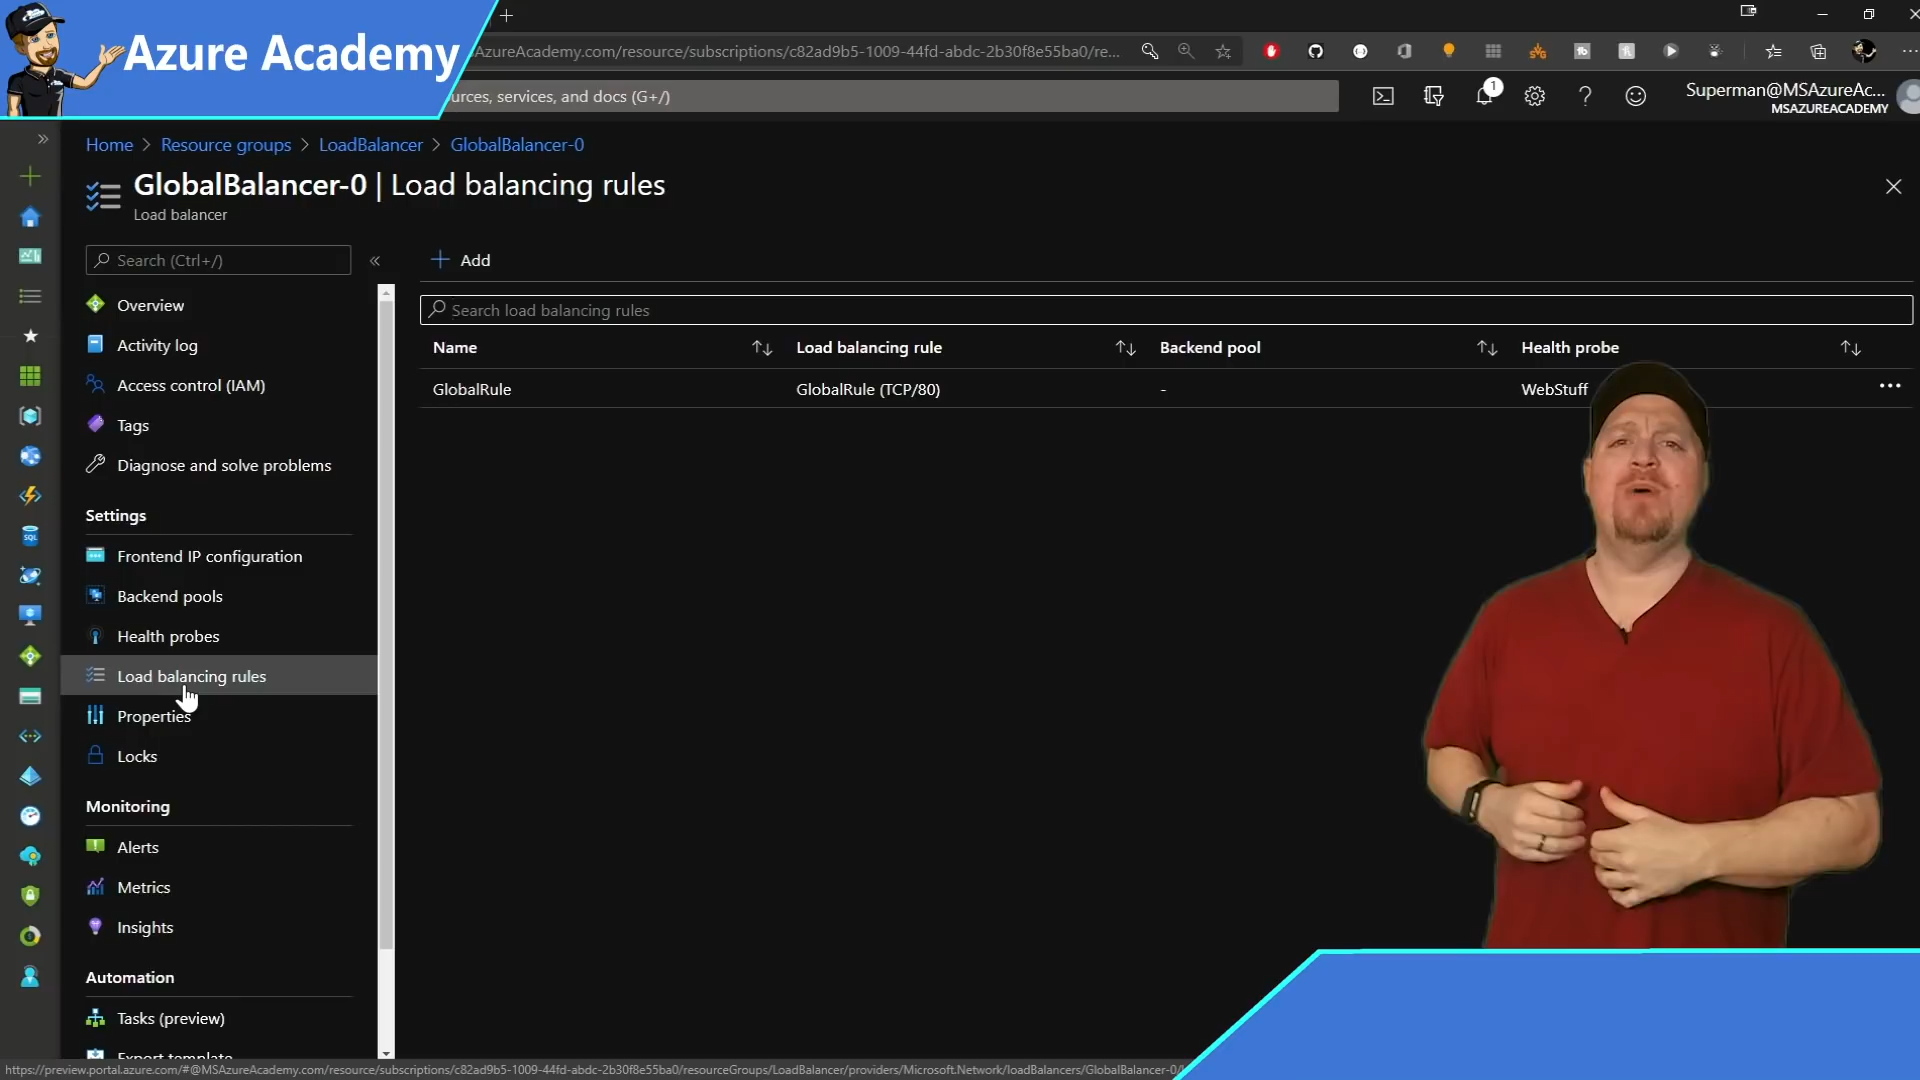 Azure Academy
AzureAcademy.com/resource/subscriptions/c82ad9b5-1009-44fd-abdc-2b30f8e55ba0/re...
urces, services, and docs (G+/)
1
Superman@MSAzureAc...
MSAZUREACADEMY
Home > Resource groups > LoadBalancer > GlobalBalancer-0
GlobalBalancer-0 | Load balancing rules
Load balancer
Search (Ctrl+/)
Add
Overview
Search load balancing rules
Activity log
Name
Load balancing rule
Backend pool
Health probe
Access control (IAM)
GlobalRule
GlobalRule (TCP/80)
-
WebStuff
Tags
Diagnose and solve problems
Settings
Frontend IP configuration
SQL
Backend pools
Health probes
Load balancing rules
Properties
Locks
Monitoring
Alerts
Metrics
Insights
Automation
Tasks (preview)
Export template
https://preview.portal.azure.com/#@MSAzureAcademy.com/resource/subscriptions/c82ad9b5-1009-44fd-abdc-2b30f8e55ba0/resourceGroups/LoadBalancer/providers/Microsoft.Network/loadBalancers/GlobalBalancer-0/